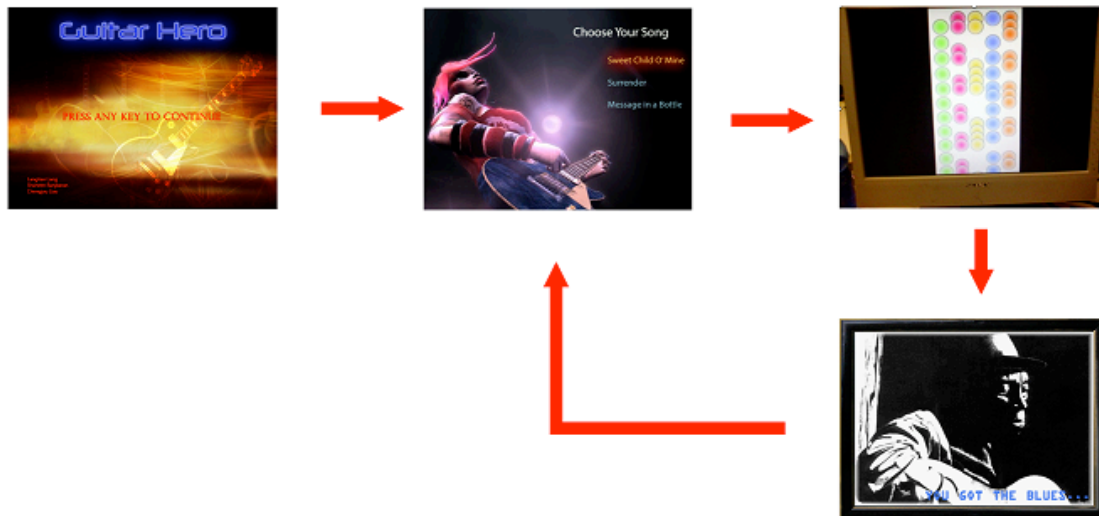 Guitar Hero
PRESS ANY KEY TO CONTINUE
Choose Your Song
Sweet Child O' Mine
Surrender
Message in a Bottle
YOU GOT THE BLUES...